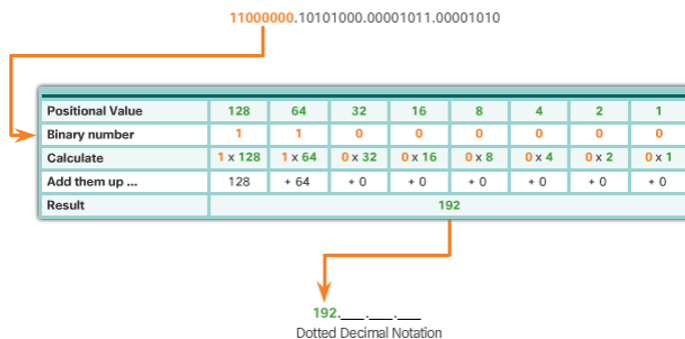 11000000.10101000.00001011.00001010
Positional Value 128 64 32 16 8 4 2 1
Binary number 1 1 0 0 0 0 0 0
Calculate 1 x 128 1 x 64 0 x 32 0 x 16 0 x 8 0 x 4 0 x 2 0 x 1
Add them up ... 128 + 64 + 0 + 0 + 0 + 0 + 0 + 0
Result 192
192.___.___.___
Dotted Decimal Notation